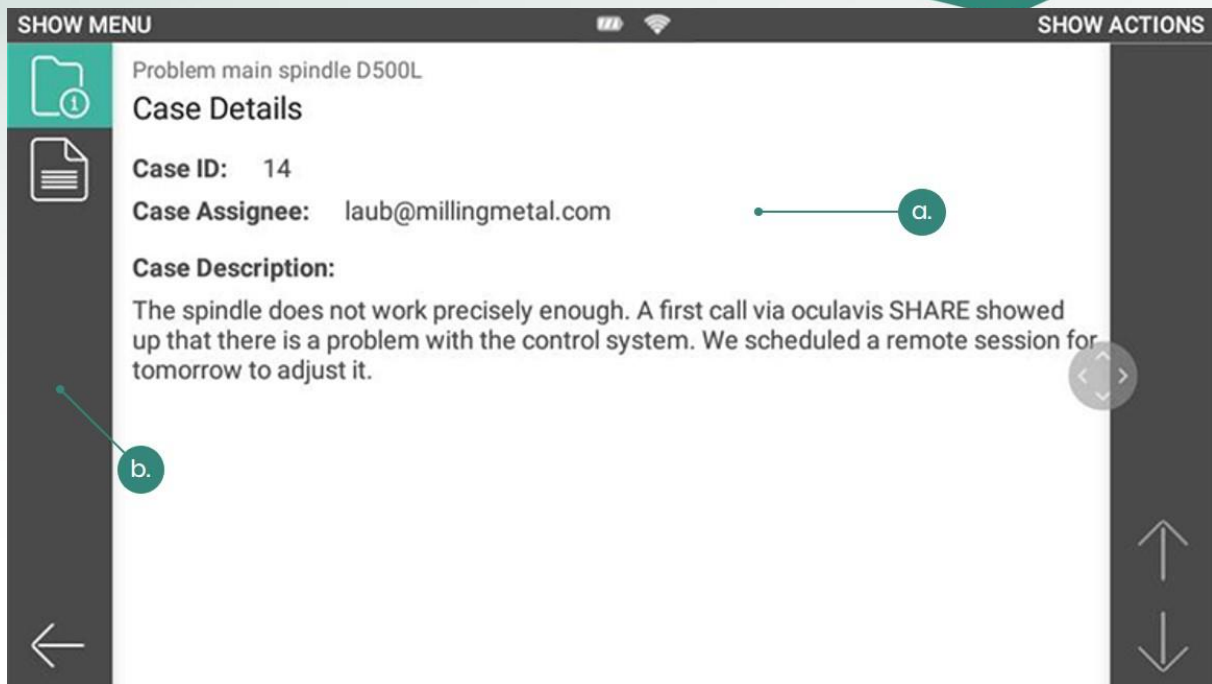 SHOW MENU
SHOW ACTIONS
Problem main spindle D500L
Case Details
Case ID: 14
Case Assignee: laub@millingmetal.com
a.
Case Description:
The spindle does not work precisely enough. A first call via oculavis SHARE showed
up that there is a problem with the control system. We scheduled a remote session for
tomorrow to adjust it.
b.